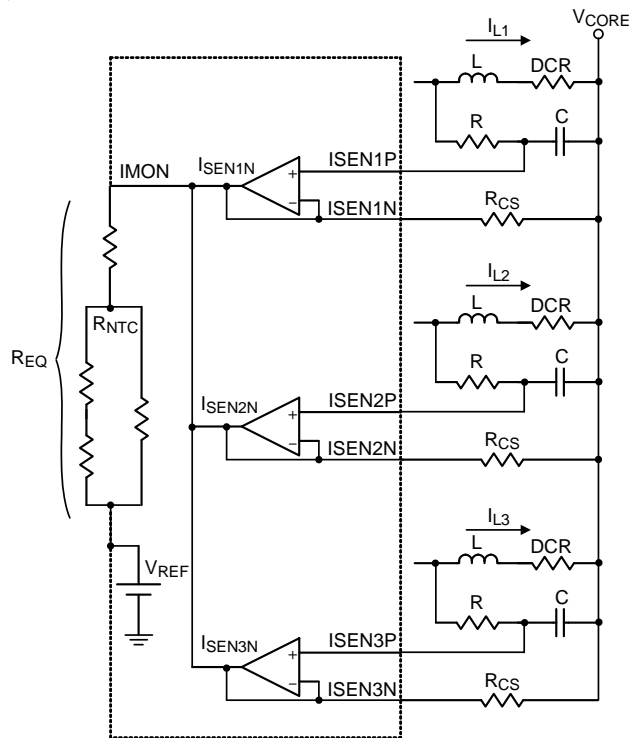 VCORE
IL1
L
DCR
R
C
ISEN1P
ISEN1N
IMON
+
−
ISEN1N
RCS
IL2
L
DCR
RNTC
REQ
R
C
ISEN2P
ISEN2N
+
−
ISEN2N
RCS
IL3
L
DCR
VREF
R
C
ISEN3P
ISEN3N
+
−
ISEN3N
RCS